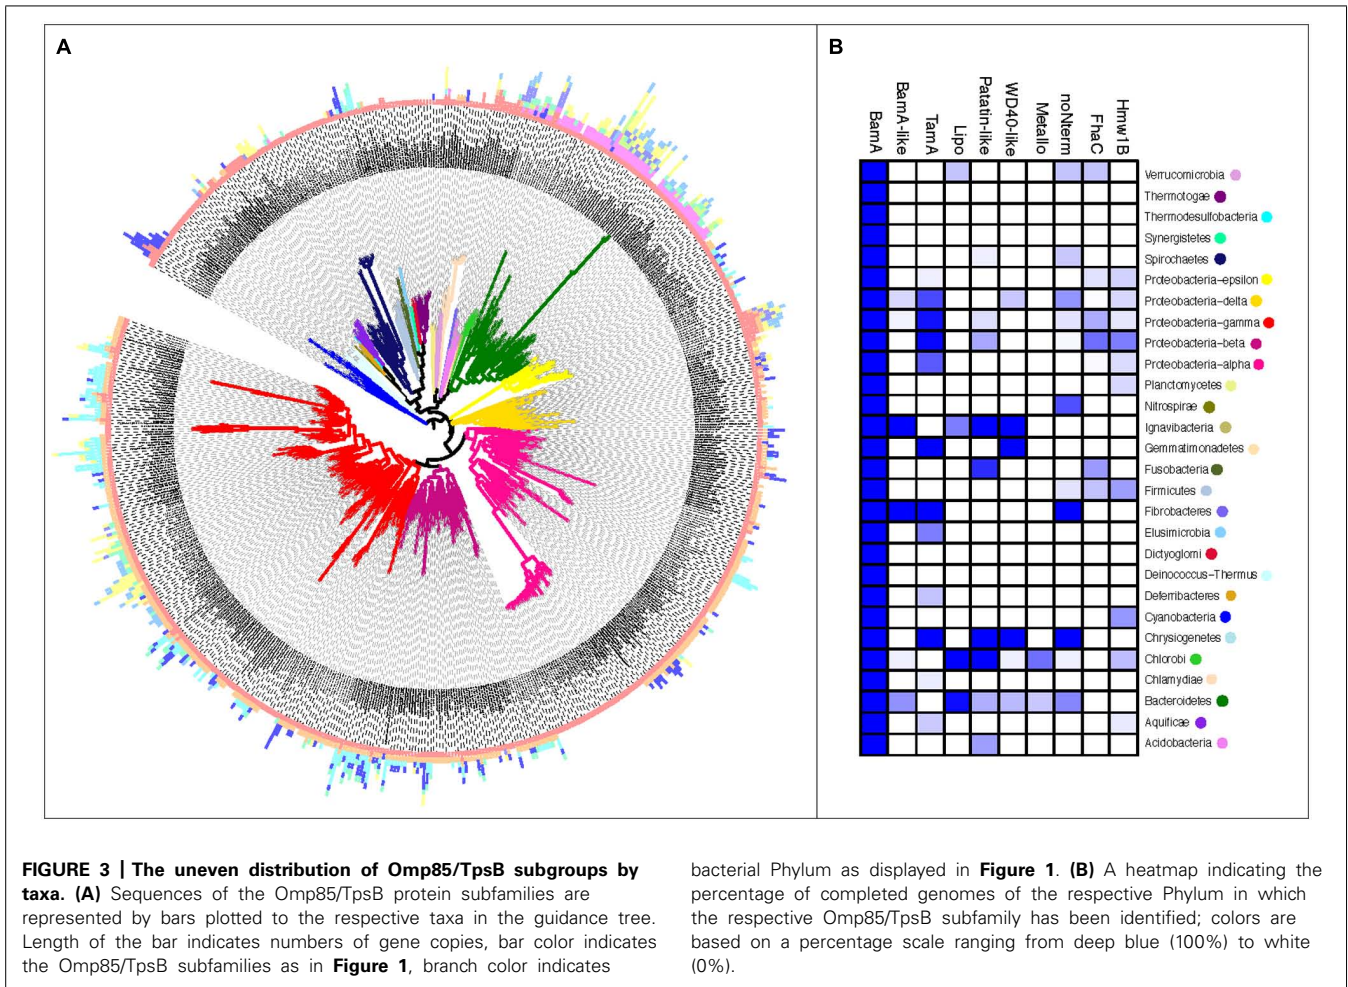 A
B
BamA
BamA-like
TamA
Lipo
Patatin-like
WD40-like
Metallo
noNterm
FhaC
Hmw1B
Verrucomicrobia
Thermotogæ
Thermodesulfobacteria
Synergistetes
Spirochaetes
Proteobacteria-epsilon
Proteobacteria-delta
Proteobacteria-gamma
Proteobacteria-beta
Proteobacteria-alpha
Planctomycetes
Nitrospiræ
Ignavibacteria
Gemmatimonadetes
Fusobacteria
Firmicutes
Fibrobacteres
Elusimicrobia
Dictyoglomi
Deinococcus-Thermus
Deferribacteres
Cyanobacteria
Chrysiogenetes
Chlorobi
Chlamydiae
Bacteroidetes
Aquificæ
Acidobacteria
FIGURE 3 | The uneven distribution of Omp85/TpsB subgroups by
taxa. (A) Sequences of the Omp85/TpsB protein subfamilies are
represented by bars plotted to the respective taxa in the guidance tree.
Length of the bar indicates numbers of gene copies, bar color indicates
the Omp85/TpsB subfamilies as in Figure 1, branch color indicates
bacterial Phylum as displayed in Figure 1. (B) A heatmap indicating the
percentage of completed genomes of the respective Phylum in which
the respective Omp85/TpsB subfamily has been identified; colors are
based on a percentage scale ranging from deep blue (100%) to white
(0%).